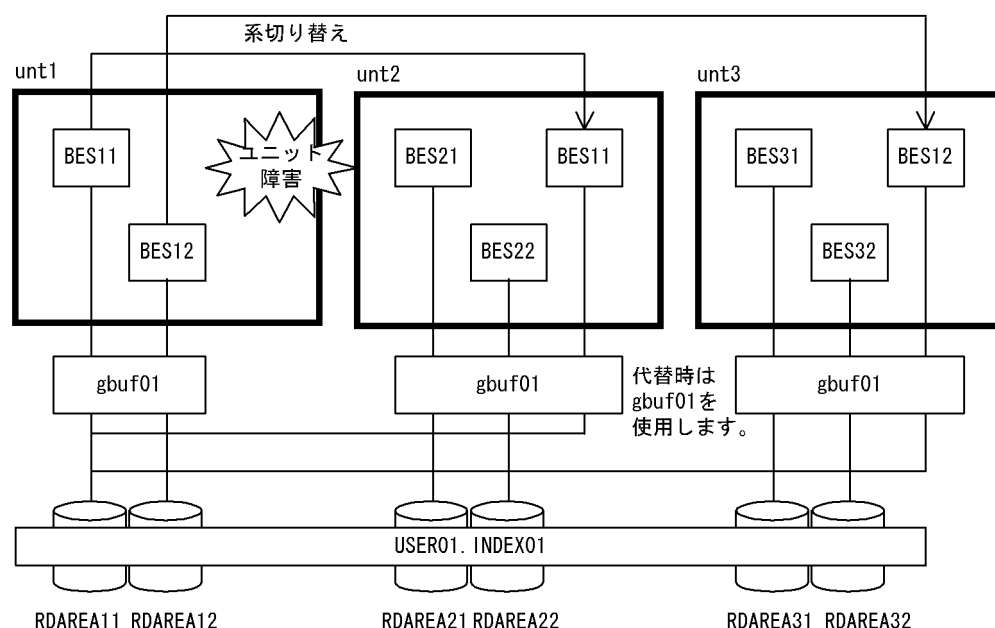 系切り替え
unt1
unt2
unt3
BES11
ユニット
障害
BES21
BES11
BES31
BES12
BES12
BES22
BES32
gbuf01
gbuf01
代替時は
gbuf01を
使用します。
gbuf01
USER01.INDEX01
RDAREA11 RDAREA12
RDAREA21 RDAREA22
RDAREA31 RDAREA32